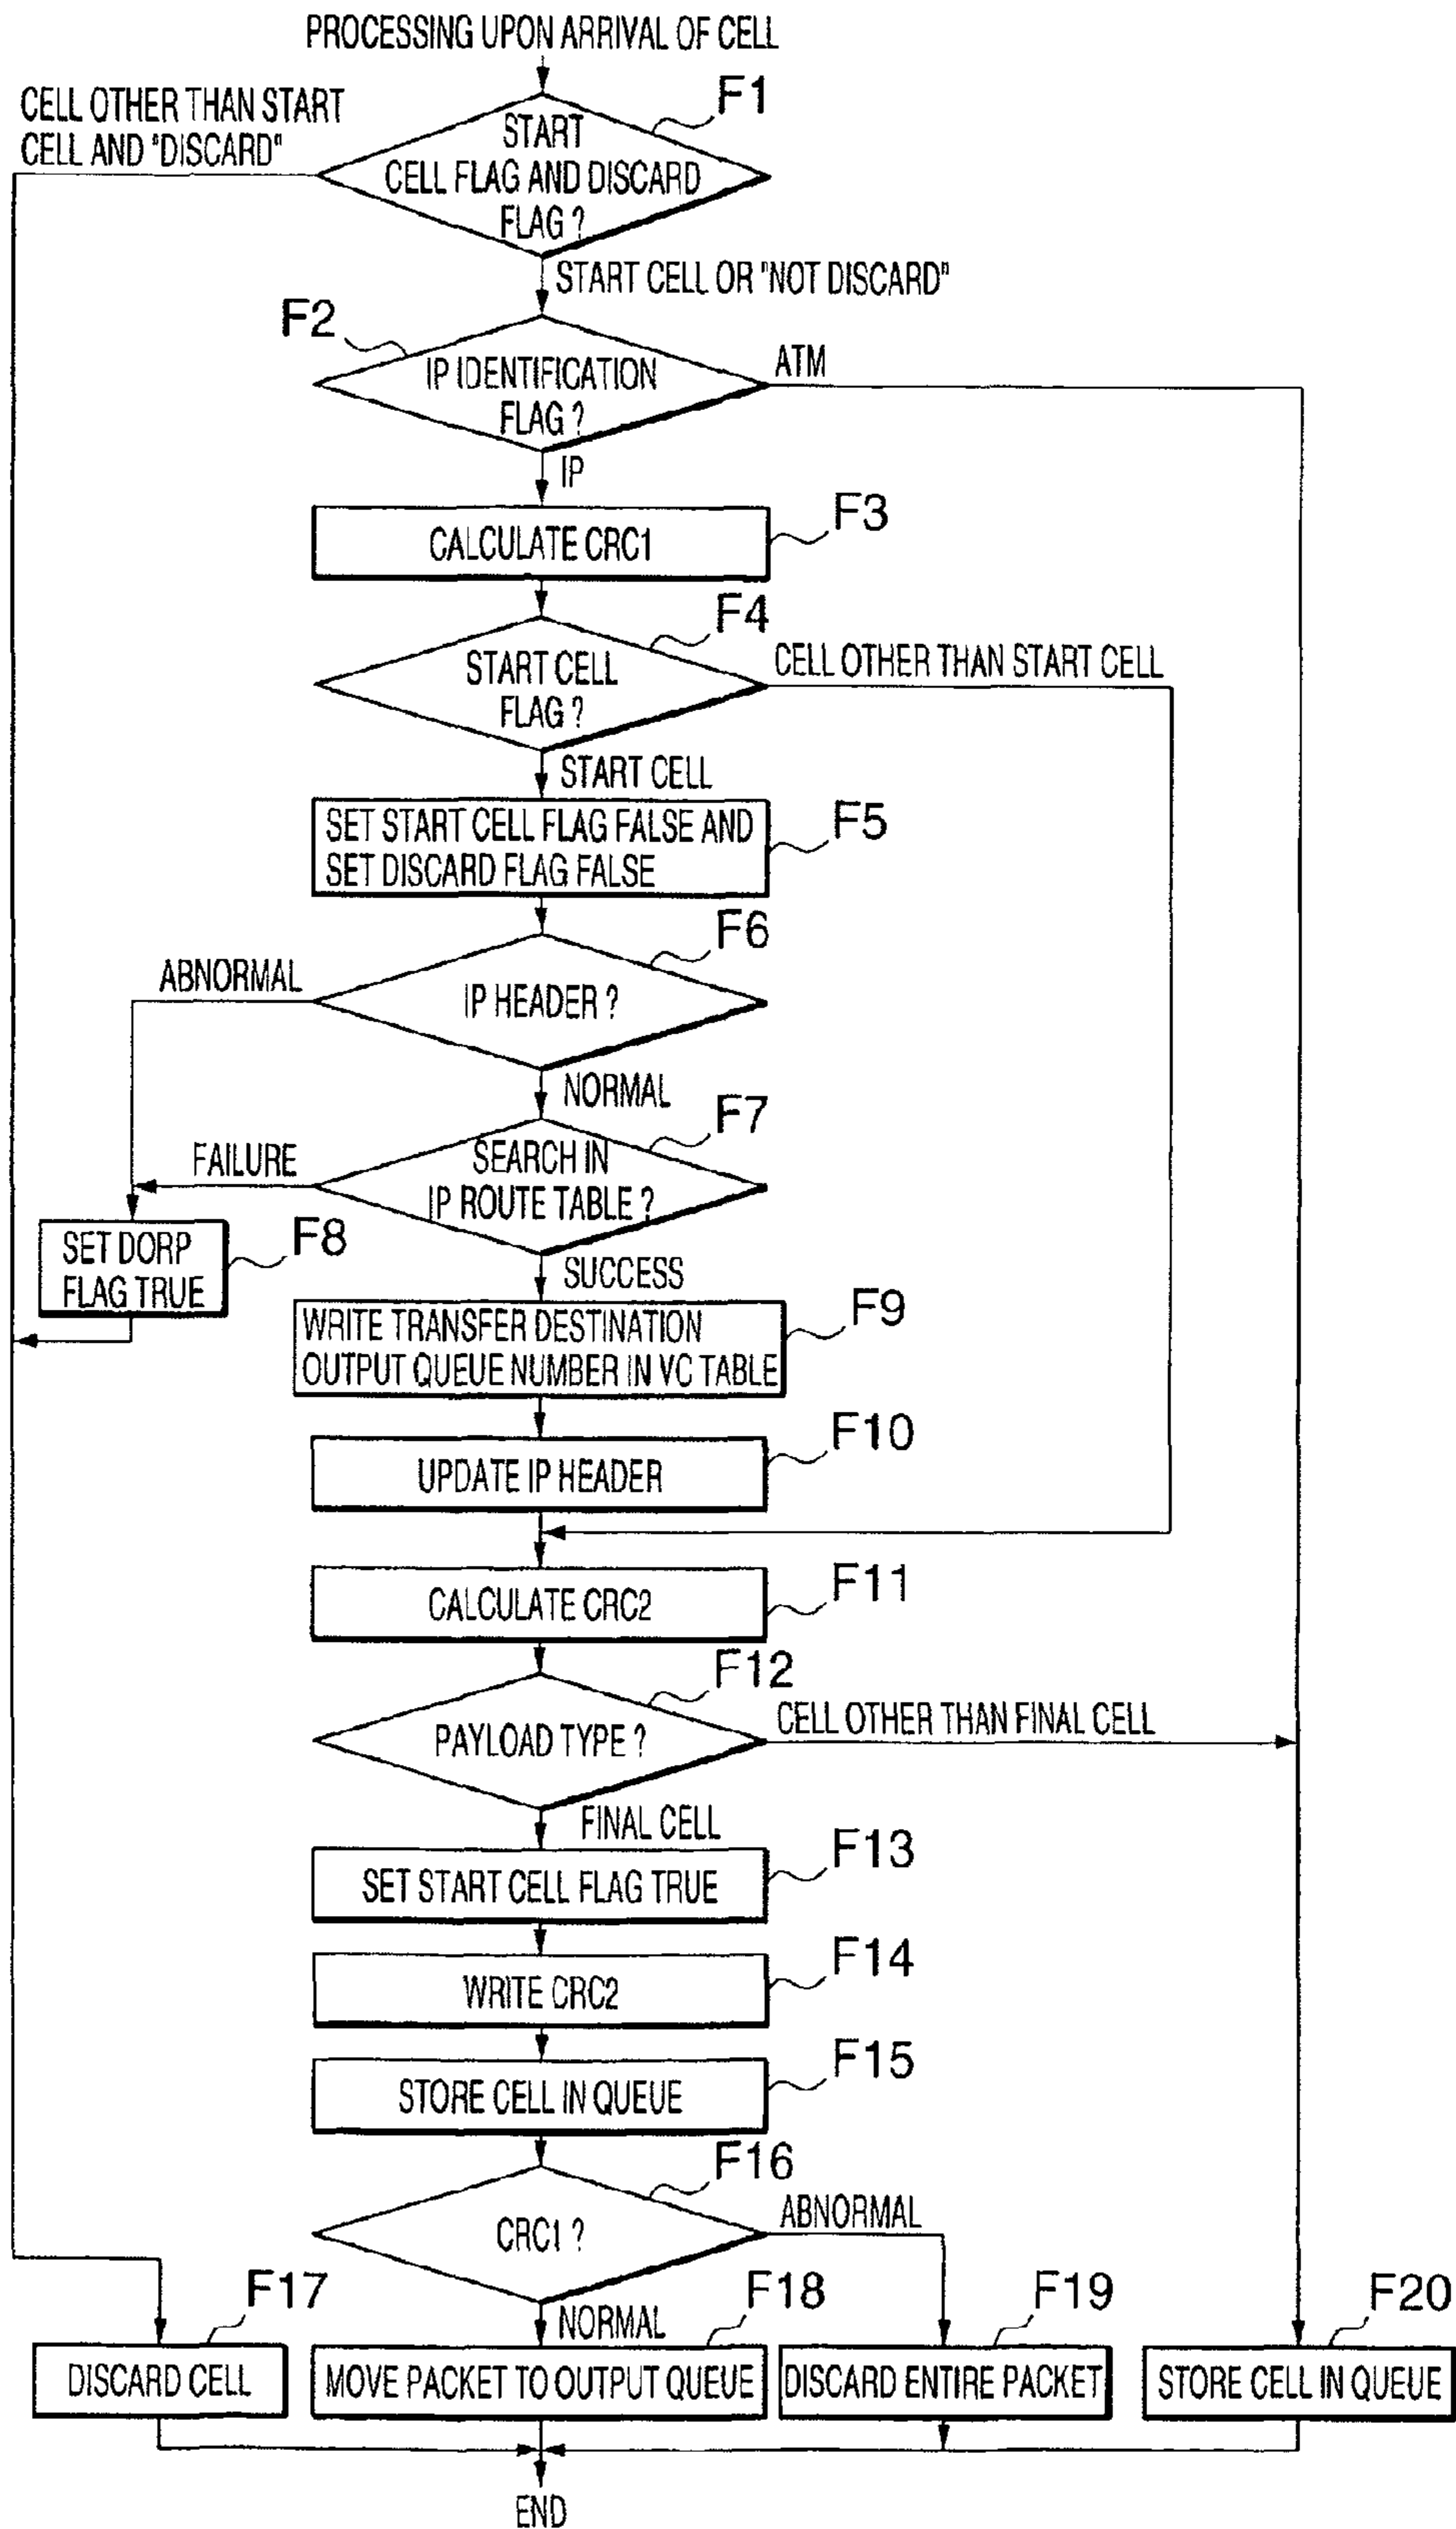 PROCESSING UPON ARRIVAL OF CELL
CELL OTHER THAN START
CELL AND "DISCARD"
F1
START
CELL FLAG AND DISCARD
FLAG ?
START CELL OR "NOT DISCARD"
F2
IP IDENTIFICATION
FLAG ?
ATM
IP
F3
CALCULATE CRC1
F4
START CELL
FLAG ?
CELL OTHER THAN START CELL
START CELL
F5
SET START CELL FLAG FALSE AND
SET DISCARD FLAG FALSE
F6
ABNORMAL
IP HEADER ?
NORMAL
F7
FAILURE
SEARCH IN
IP ROUTE TABLE ?
F8
SET DORP
FLAG TRUE
SUCCESS
F9
WRITE TRANSFER DESTINATION
OUTPUT QUEUE NUMBER IN VC TABLE
F10
UPDATE IP HEADER
F11
CALCULATE CRC2
F12
PAYLOAD TYPE ?
CELL OTHER THAN FINAL CELL
FINAL CELL
F13
SET START CELL FLAG TRUE
F14
WRITE CRC2
F15
STORE CELL IN QUEUE
F16
CRC1 ?
ABNORMAL
NORMAL
F17
DISCARD CELL
F18
MOVE PACKET TO OUTPUT QUEUE
F19
DISCARD ENTIRE PACKET
F20
STORE CELL IN QUEUE
END